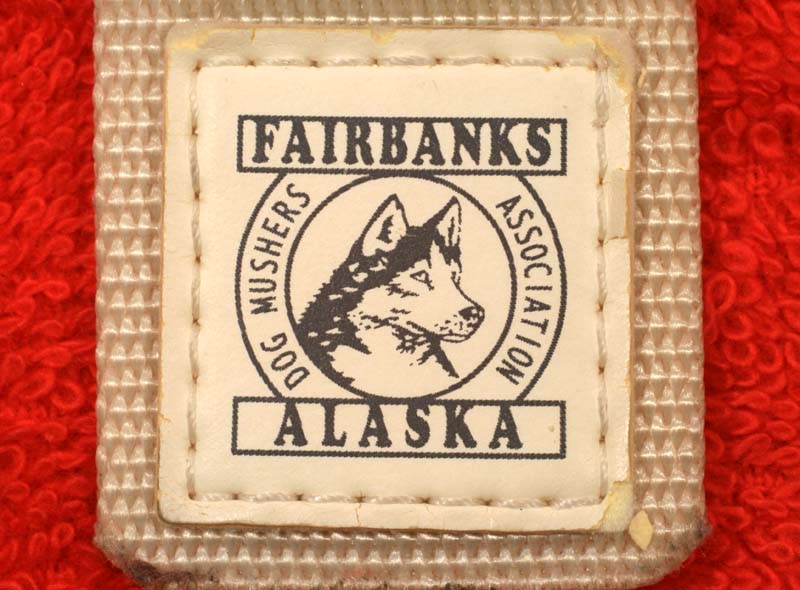 FAIRBANKS
DOG MUSHERS ASSOCIATION
ALASKA